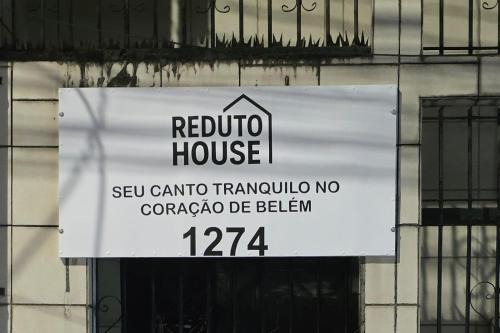 REDUTO
HOUSE
SEU CANTO TRANQUILO NO
CORAÇÃO DE BELÉM
1274